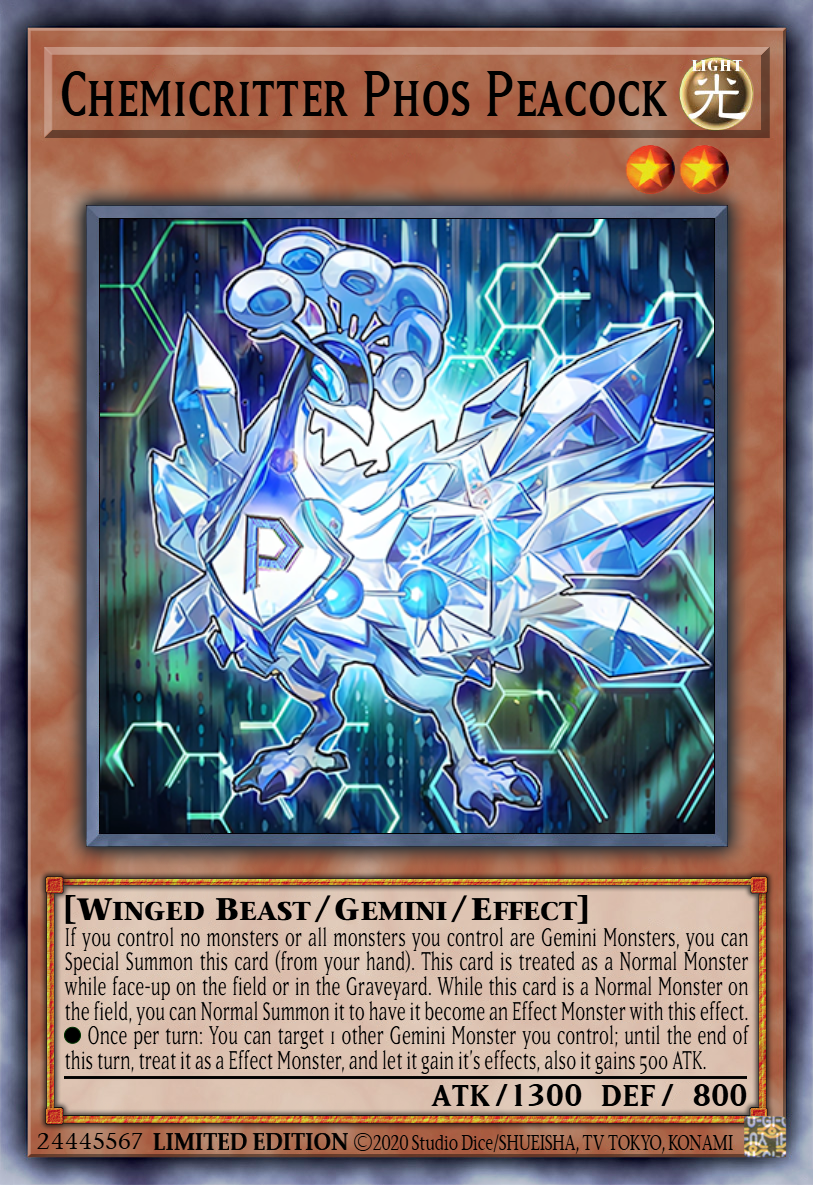 Chemicritter Phos Peacock
LIGHT
光
P
[Winged Beast/Gemini/Effect]
If you control no monsters or all monsters you control are Gemini Monsters, you can
Special Summon this card (from your hand). This card is treated as a Normal Monster
while face-up on the field or in the Graveyard. While this card is a Normal Monster on
the field, you can Normal Summon it to have it become an Effect Monster with this effect.
● Once per turn: You can target 1 other Gemini Monster you control; until the end of
this turn, treat it as a Effect Monster, and let it gain it's effects, also it gains 500 ATK.
ATK/1300 DEF/ 800
24445567 LIMITED EDITION ©2020 Studio Dice/SHUEISHA, TV TOKYO, KONAMI